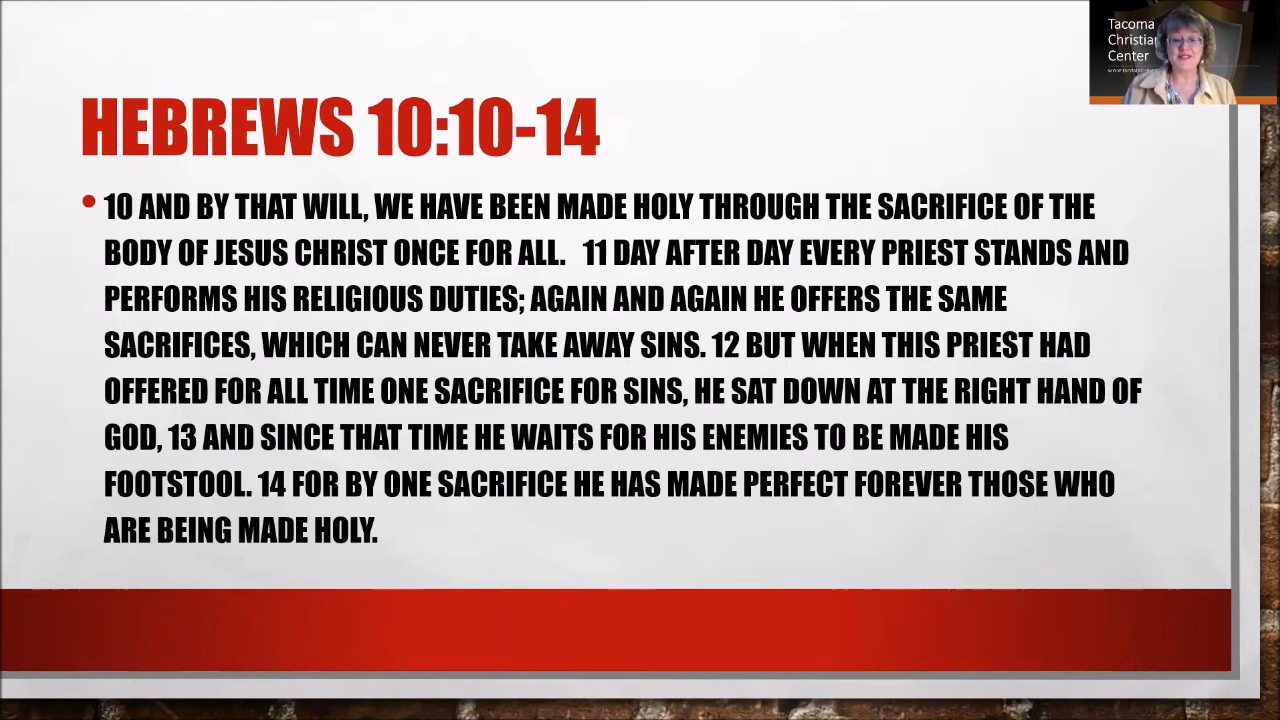 Tacoma
Christian
Center
HEBREWS 10:10-14
• 10 AND BY THAT WILL, WE HAVE BEEN MADE HOLY THROUGH THE SACRIFICE OF THE
BODY OF JESUS CHRIST ONCE FOR ALL. 11 DAY AFTER DAY EVERY PRIEST STANDS AND
PERFORMS HIS RELIGIOUS DUTIES; AGAIN AND AGAIN HE OFFERS THE SAME
SACRIFICES, WHICH CAN NEVER TAKE AWAY SINS. 12 BUT WHEN THIS PRIEST HAD
OFFERED FOR ALL TIME ONE SACRIFICE FOR SINS, HE SAT DOWN AT THE RIGHT HAND OF
GOD, 13 AND SINCE THAT TIME HE WAITS FOR HIS ENEMIES TO BE MADE HIS
FOOTSTOOL. 14 FOR BY ONE SACRIFICE HE HAS MADE PERFECT FOREVER THOSE WHO
ARE BEING MADE HOLY.